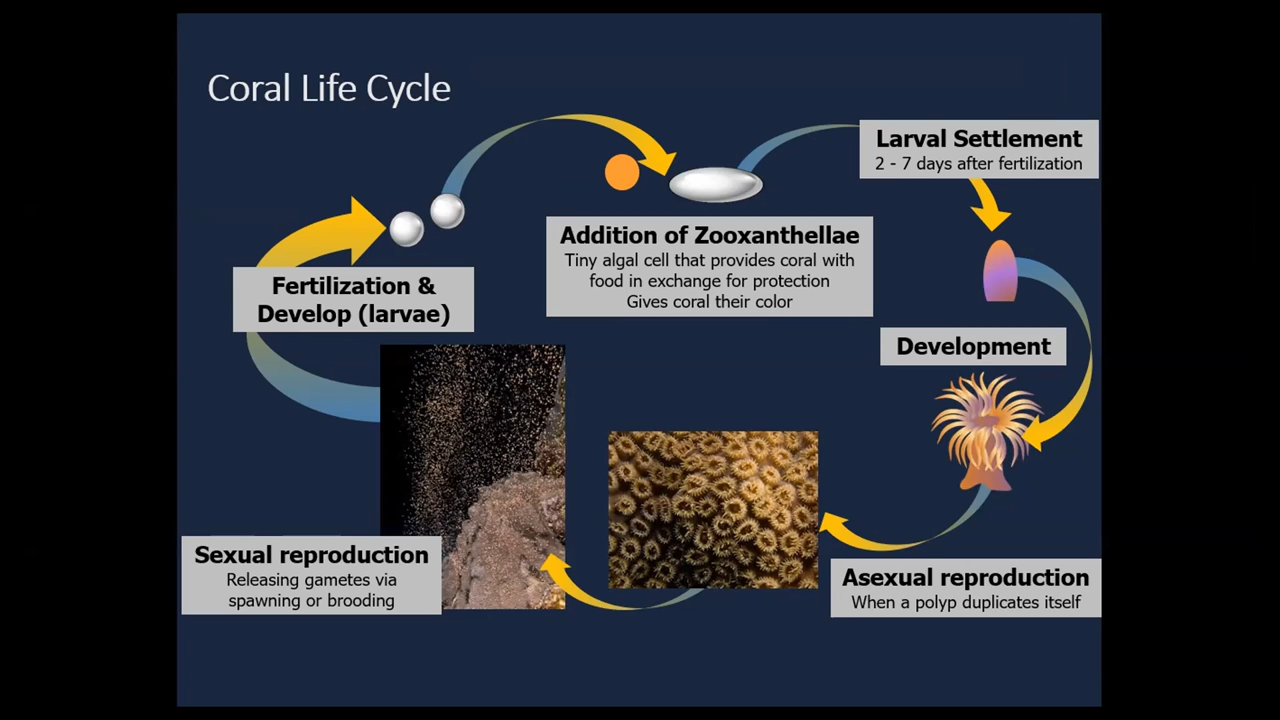 Coral Life Cycle
Larval Settlement
2 - 7 days after fertilization
Addition of Zooxanthellae
Tiny algal cell that provides coral with
food in exchange for protection
Gives coral their color
Fertilization &
Develop (larvae)
Development
Sexual reproduction
Releasing gametes via
spawning or brooding
Asexual reproduction
When a polyp duplicates itself